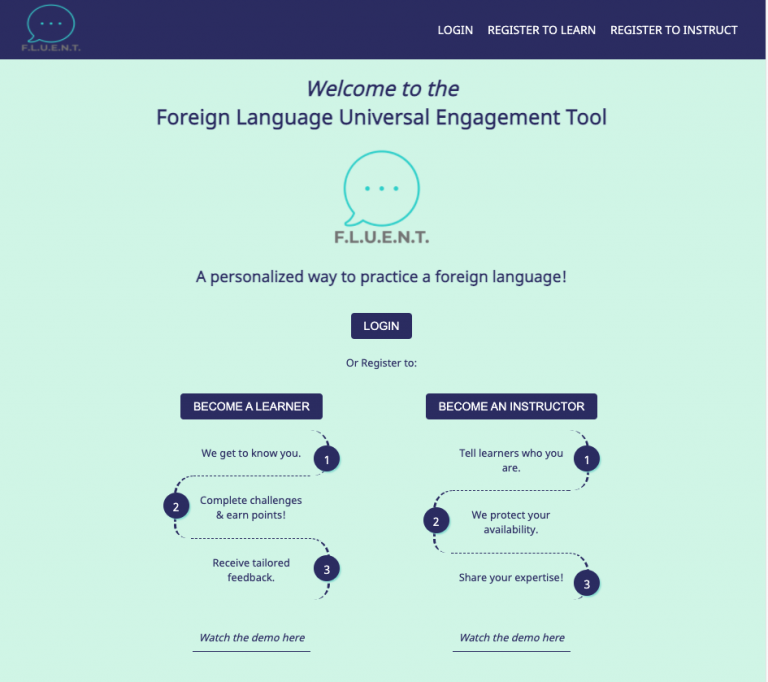 F.L.U.E.N.T.
LOGIN REGISTER TO LEARN REGISTER TO INSTRUCT
Welcome to the
Foreign Language Universal Engagement Tool
F.L.U.E.N.T.
A personalized way to practice a foreign language!
LOGIN
Or Register to:
BECOME A LEARNER
We get to know you.
1
2
Complete challenges
& earn points!
Receive tailored
feedback.
3
Watch the demo here
BECOME AN INSTRUCTOR
Tell learners who you
are.
1
2
We protect your
availability.
Share your expertise!
3
Watch the demo here